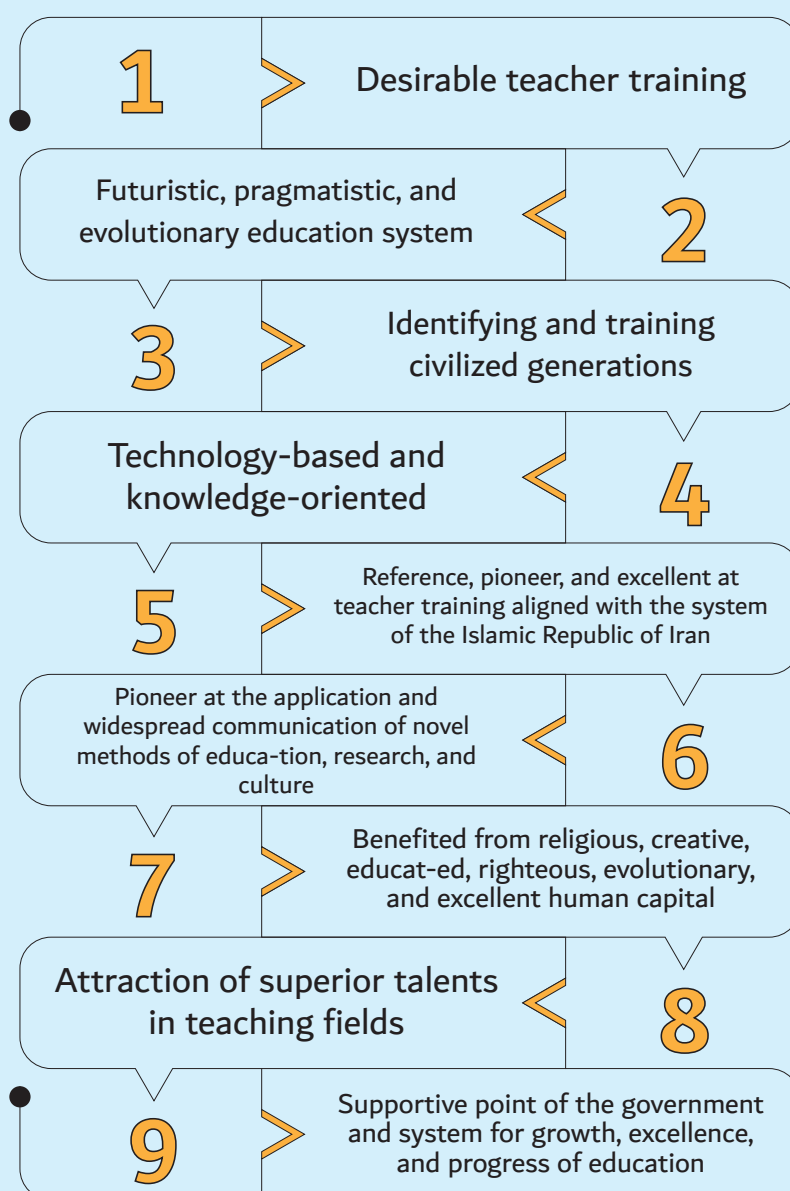 1
Desirable teacher training
2
Futuristic, pragmatistic, and
evolutionary education system
3
Identifying and training
civilized generations
4
Technology-based and
knowledge-oriented
5
Reference, pioneer, and excellent at
teacher training aligned with the system
of the Islamic Republic of Iran
6
Pioneer at the application and
widespread communication of novel
methods of educa-tion, research, and
culture
7
Benefited from religious, creative,
educat-ed, righteous, evolutionary,
and excellent human capital
8
Attraction of superior talents
in teaching fields
9
Supportive point of the government
and system for growth, excellence,
and progress of education